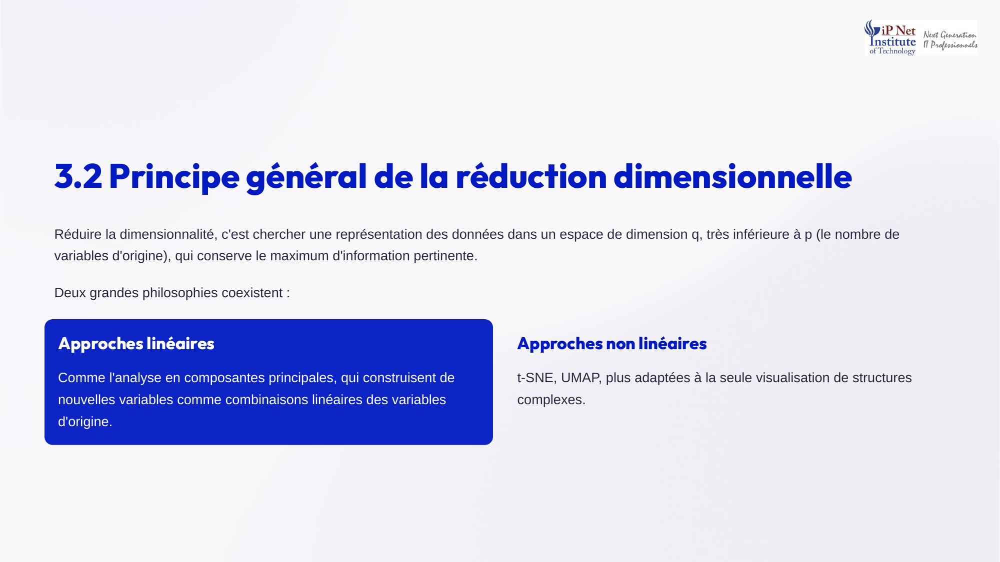 iP Net
Institute
of Technology
Next Generation
IT Professionnels
3.2 Principe général de la réduction dimensionnelle
Réduire la dimensionnalité, c'est chercher une représentation des données dans un espace de dimension q, très inférieure à p (le nombre de
variables d'origine), qui conserve le maximum d'information pertinente.
Deux grandes philosophies coexistent :
Approches linéaires
Comme l'analyse en composantes principales, qui construisent de
nouvelles variables comme combinaisons linéaires des variables
d'origine.
Approches non linéaires
t-SNE, UMAP, plus adaptées à la seule visualisation de structures
complexes.